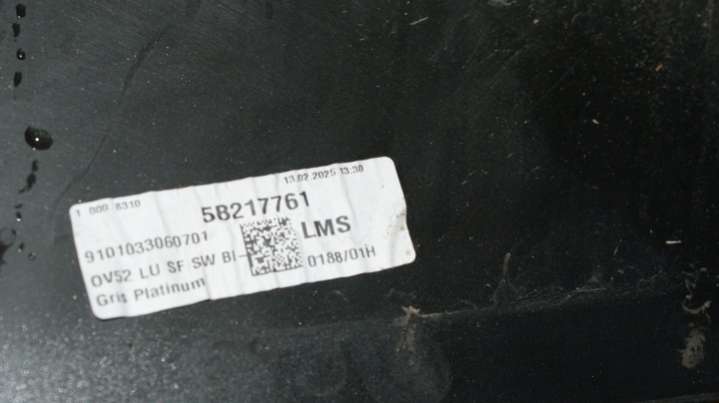 1 000 8310 13.02.2025 13:30
58217761
9101033060701 LMS
OV52 LU SF SW BI- 0188/01H
Gris Platinum